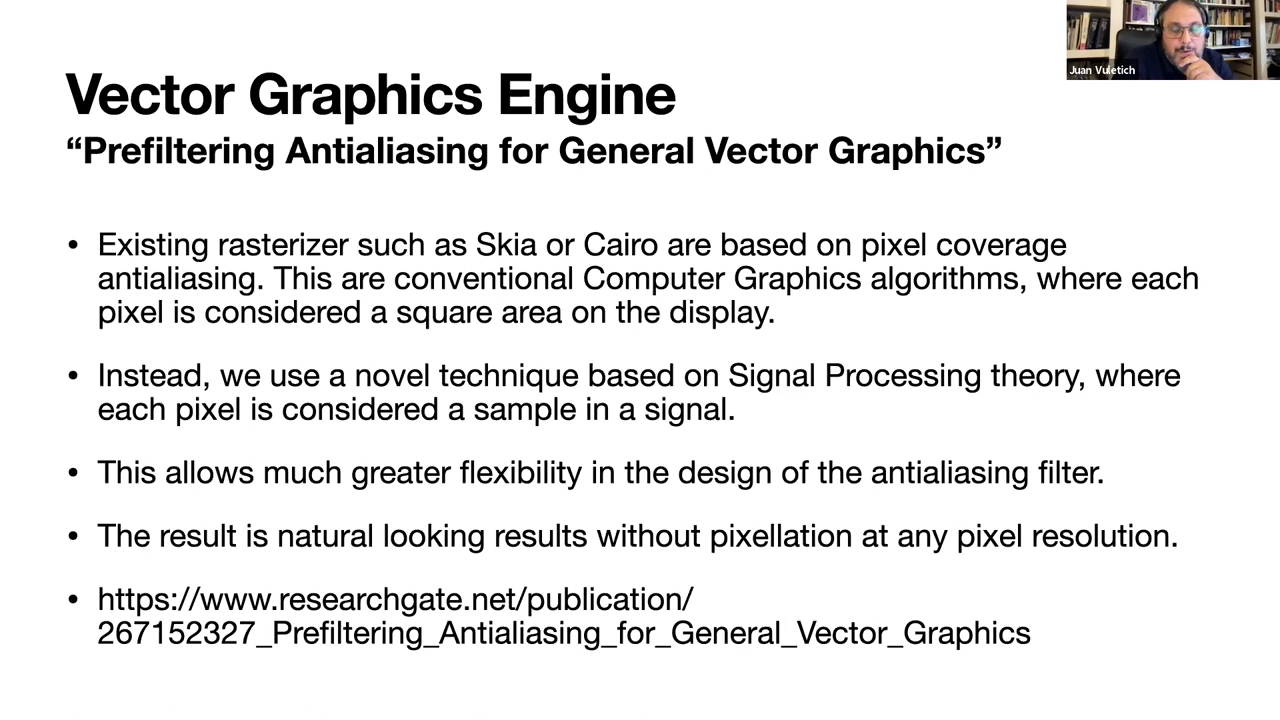 Juan Vuletich
Vector Graphics Engine
“Prefiltering Antialiasing for General Vector Graphics”
• Existing rasterizer such as Skia or Cairo are based on pixel coverage
antialiasing. This are conventional Computer Graphics algorithms, where each
pixel is considered a square area on the display.
• Instead, we use a novel technique based on Signal Processing theory, where
each pixel is considered a sample in a signal.
• This allows much greater flexibility in the design of the antialiasing filter.
• The result is natural looking results without pixellation at any pixel resolution.
• https://www.researchgate.net/publication/
267152327_Prefiltering_Antialiasing_for_General_Vector_Graphics